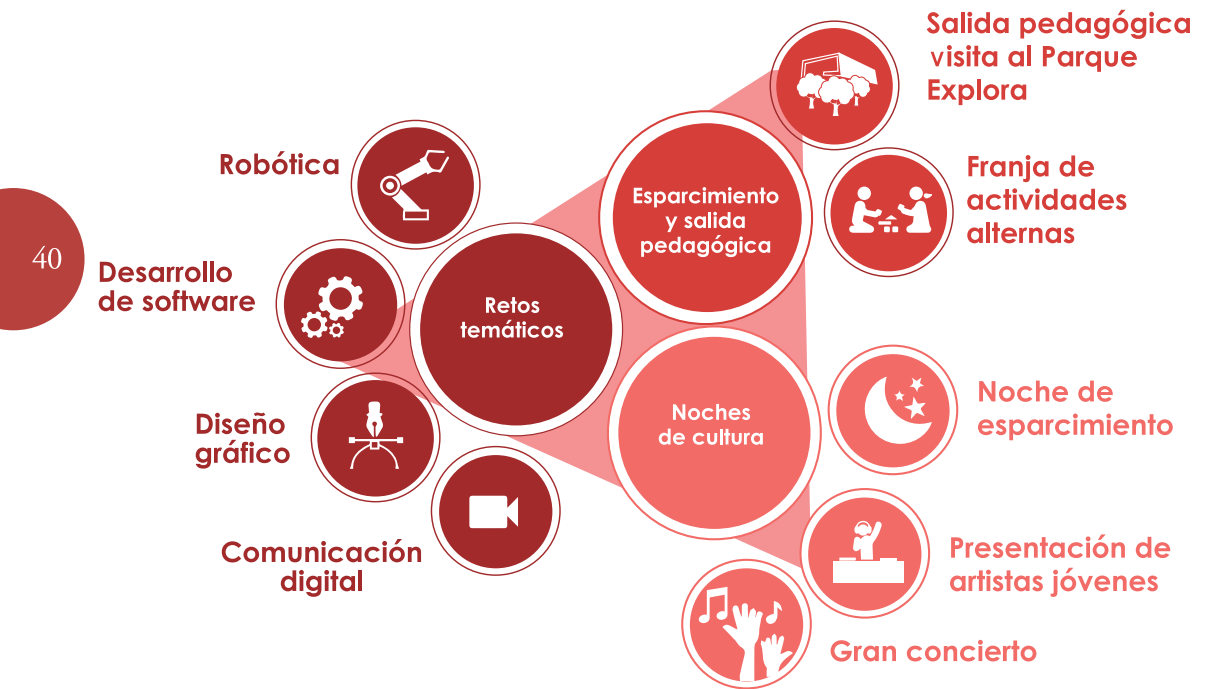 40
Robótica
Desarrollo
de software
Diseño
gráfico
Comunicación
digital
Retos
temáticos
Esparcimiento
y salida
pedagógica
Salida pedagógica
visita al Parque
Explora
Franja de
actividades
alternas
Noches
de cultura
Noche de
esparcimiento
Presentación de
artistas jóvenes
Gran concierto